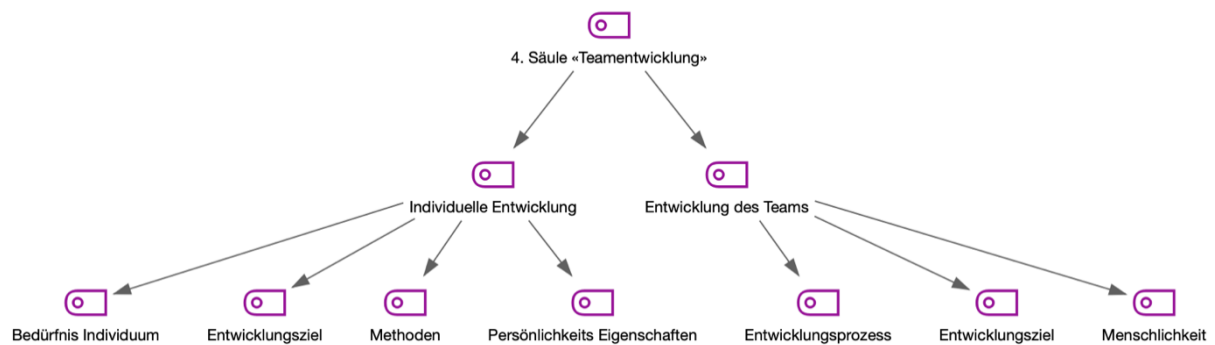 4. Säule «Teamentwicklung»
Individuelle Entwicklung
Entwicklung des Teams
Bedürfnis Individuum
Entwicklungsziel
Methoden
Persönlichkeits Eigenschaften
Entwicklungsprozess
Entwicklungsziel
Menschlichkeit